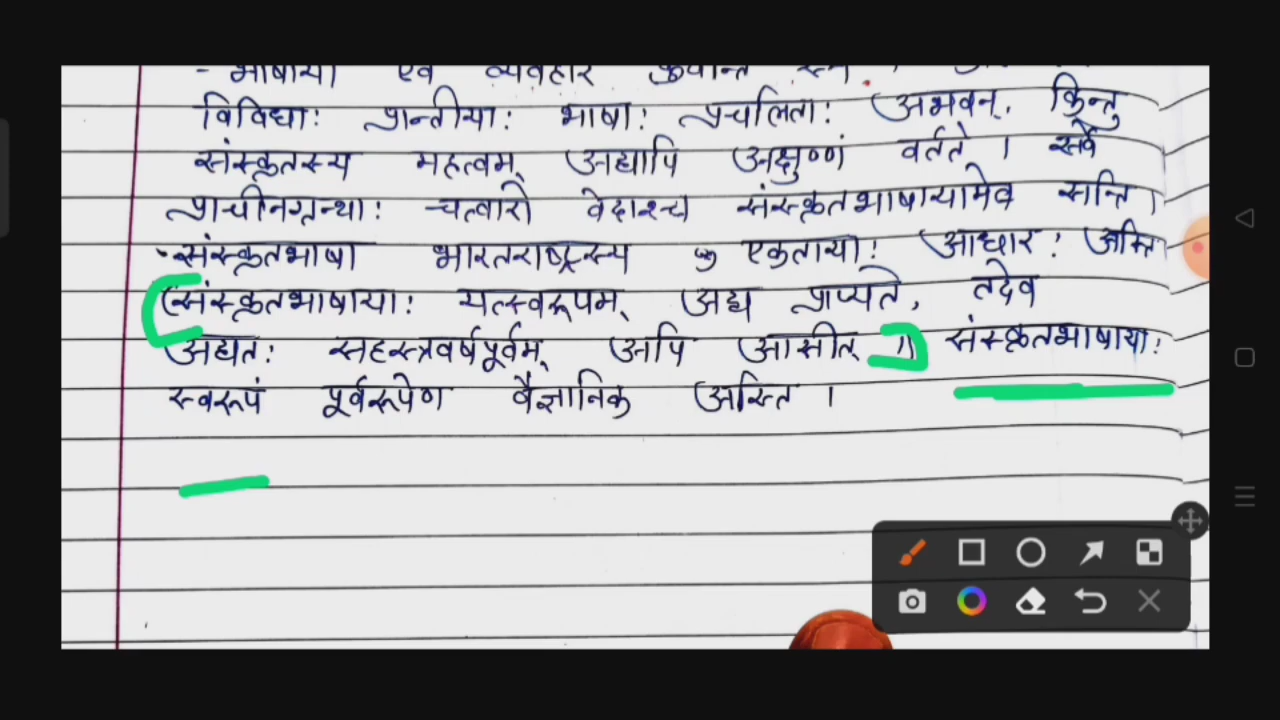 - भाषाया एव व्यवहार
विविधाः प्रान्तीयाः भाषाः प्रचलिताः अभवन्, किन्तु
संस्कृतस्य महत्वम् अद्यापि अक्षुण्णं वर्तते । सर्वे
प्राचीनग्रन्थाः चत्वारो वेदाश्च संस्कृतभाषायामेव सन्ति।
संस्कृतभाषा भारतराष्ट्रस्य एकतायाः आधारः अस्ति
(संस्कृतभाषायाः यत्स्वरूपम् अद्य प्राप्यते, तदेव
अद्यतः सहस्त्रवर्षपूर्वम् अपि आसीत् ।) संस्कृतभाषायाः
स्वरूपं पूर्वरूपेण वैज्ञानिक अस्ति ।